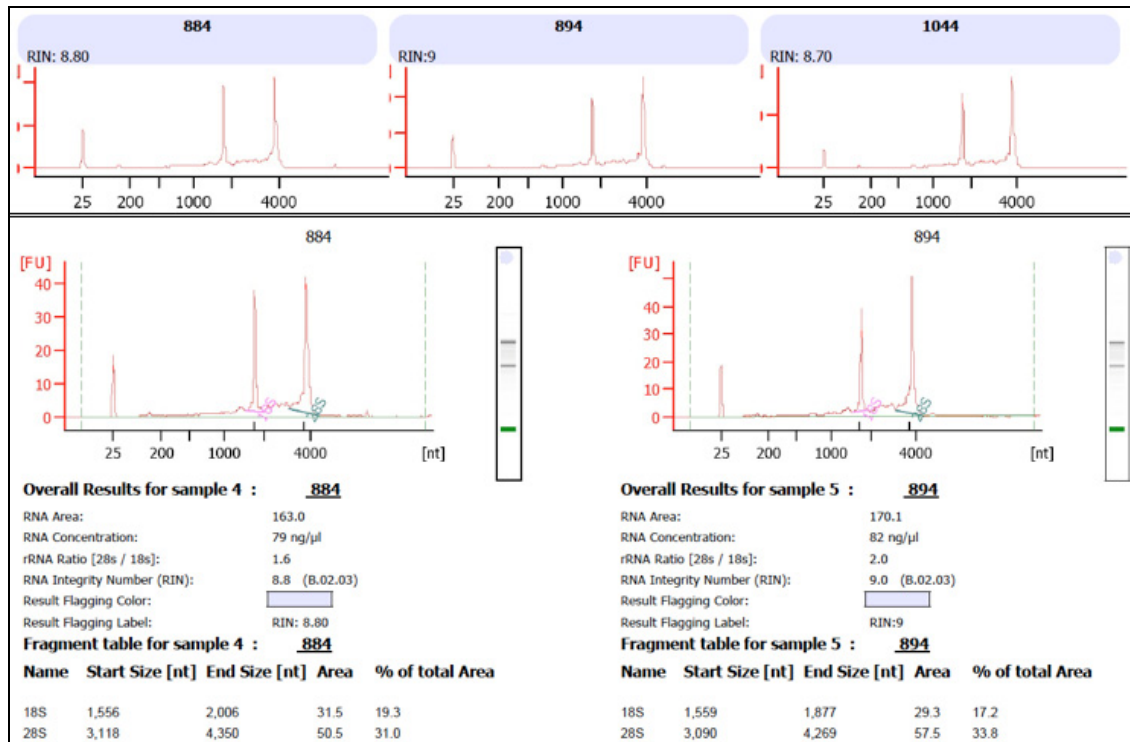 884 894 1044
RIN: 8.80 RIN:9 RIN: 8.70
25 200 1000 4000 25 200 1000 4000 25 200 1000 4000
884 894
[FU] [FU]
40
30
20
10
0
40
30
20
10
0
18S 28S 18S 28S
25 200 1000 4000 [nt] 25 200 1000 4000 [nt]
Overall Results for sample 4 : 884
RNA Area: 163.0
RNA Concentration: 79 ng/µl
rRNA Ratio [28s / 18s]: 1.6
RNA Integrity Number (RIN): 8.8 (B.02.03)
Result Flagging Color:
Result Flagging Label: RIN: 8.80
Fragment table for sample 4 : 884
Name Start Size [nt] End Size [nt] Area % of total Area
18S 1,556 2,006 31.5 19.3
28S 3,118 4,350 50.5 31.0
Overall Results for sample 5 : 894
RNA Area: 170.1
RNA Concentration: 82 ng/µl
rRNA Ratio [28s / 18s]: 2.0
RNA Integrity Number (RIN): 9.0 (B.02.03)
Result Flagging Color:
Result Flagging Label: RIN:9
Fragment table for sample 5 : 894
Name Start Size [nt] End Size [nt] Area % of total Area
18S 1,559 1,877 29.3 17.2
28S 3,090 4,269 57.5 33.8